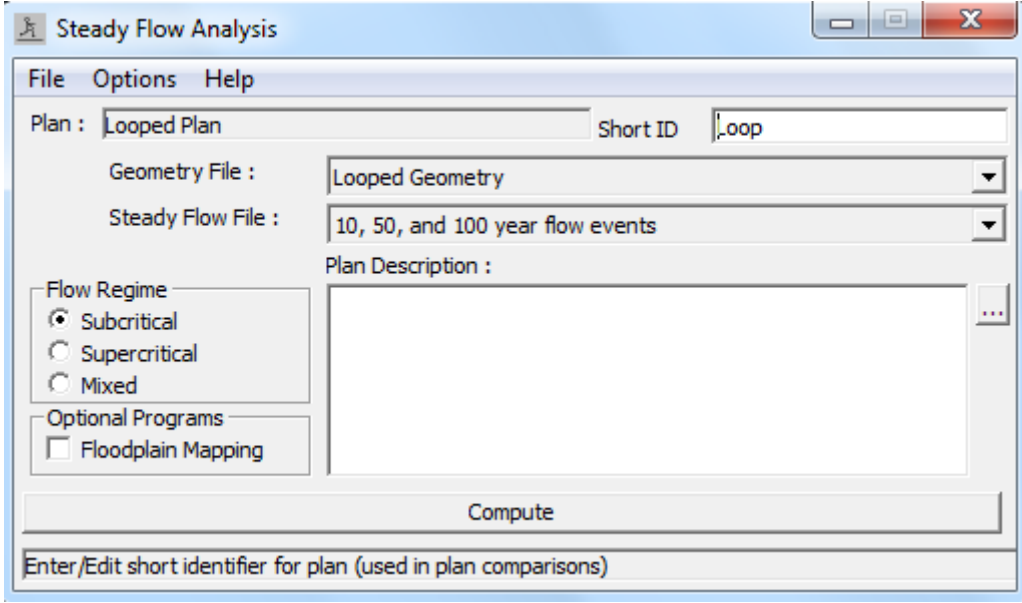 Steady Flow Analysis
File Options Help
Plan : Looped Plan Short ID Loop
Geometry File : Looped Geometry
Steady Flow File : 10, 50, and 100 year flow events
Plan Description :
Flow Regime
Subcritical
Supercritical
Mixed
Optional Programs
Floodplain Mapping
...
Compute
Enter/Edit short identifier for plan (used in plan comparisons)